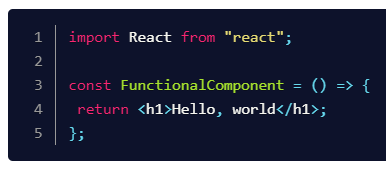 1 import React from "react";
2
3 const FunctionalComponent = () => {
4  return <h1>Hello, world</h1>;
5 };